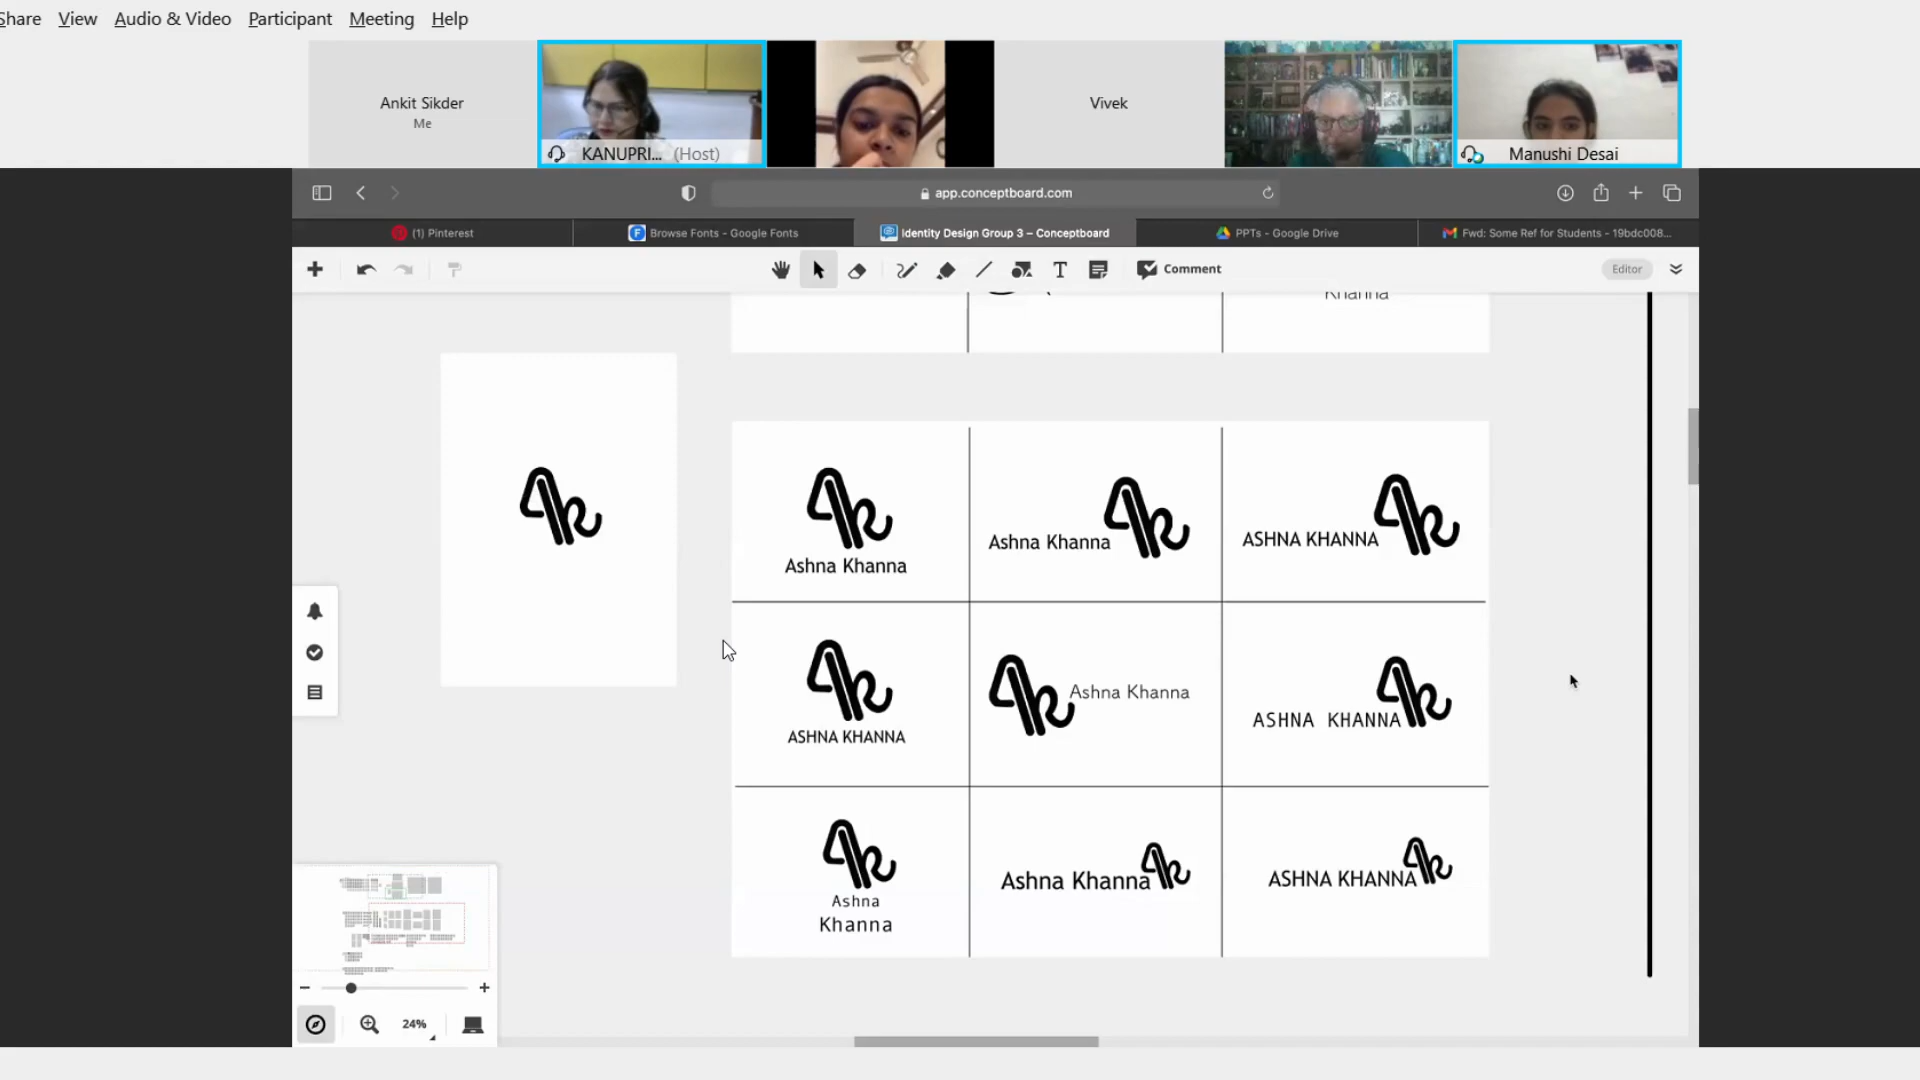 Share View Audio & Video Participant Meeting Help
Ankit Sikder
Me
KANUPRI... (Host)
Vivek
Manushi Desai
app.conceptboard.com
(1) Pinterest
Browse Fonts - Google Fonts
Identity Design Group 3 – Conceptboard
PPTs - Google Drive
Fwd: Some Ref for Students - 19bdc008...
Comment
Editor
Khanna
Ashna Khanna
Ashna Khanna
ASHNA KHANNA
ASHNA KHANNA
Ashna Khanna
ASHNA KHANNA
Ashna
Khanna
Ashna Khanna
ASHNA KHANNA
24%